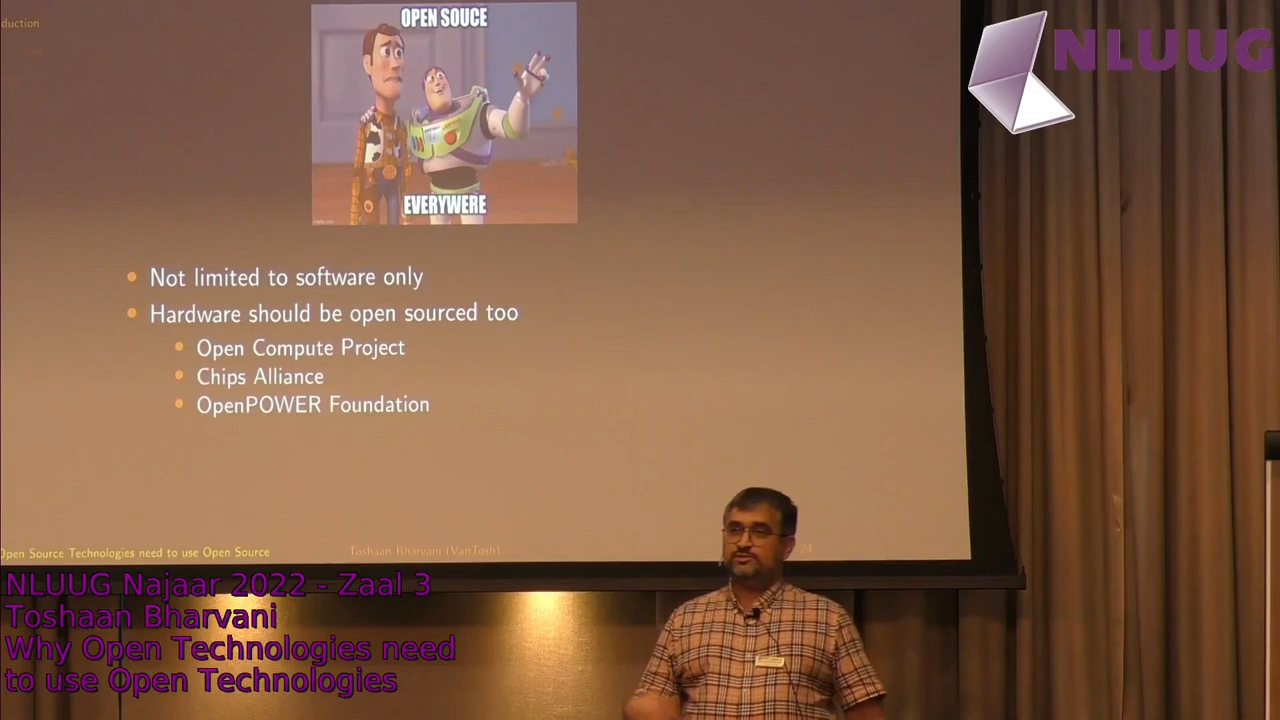 duction
OPEN SOUCE
EVERYWERE
NLUUG
Not limited to software only
Hardware should be open sourced too
Open Compute Project
Chips Alliance
OpenPOWER Foundation
Open Source Technologies need to use Open Source
Toshaan Bharvani (VanTosh)
24
NLUUG Najaar 2022 - Zaal 3
Toshaan Bharvani
Why Open Technologies need
to use Open Technologies